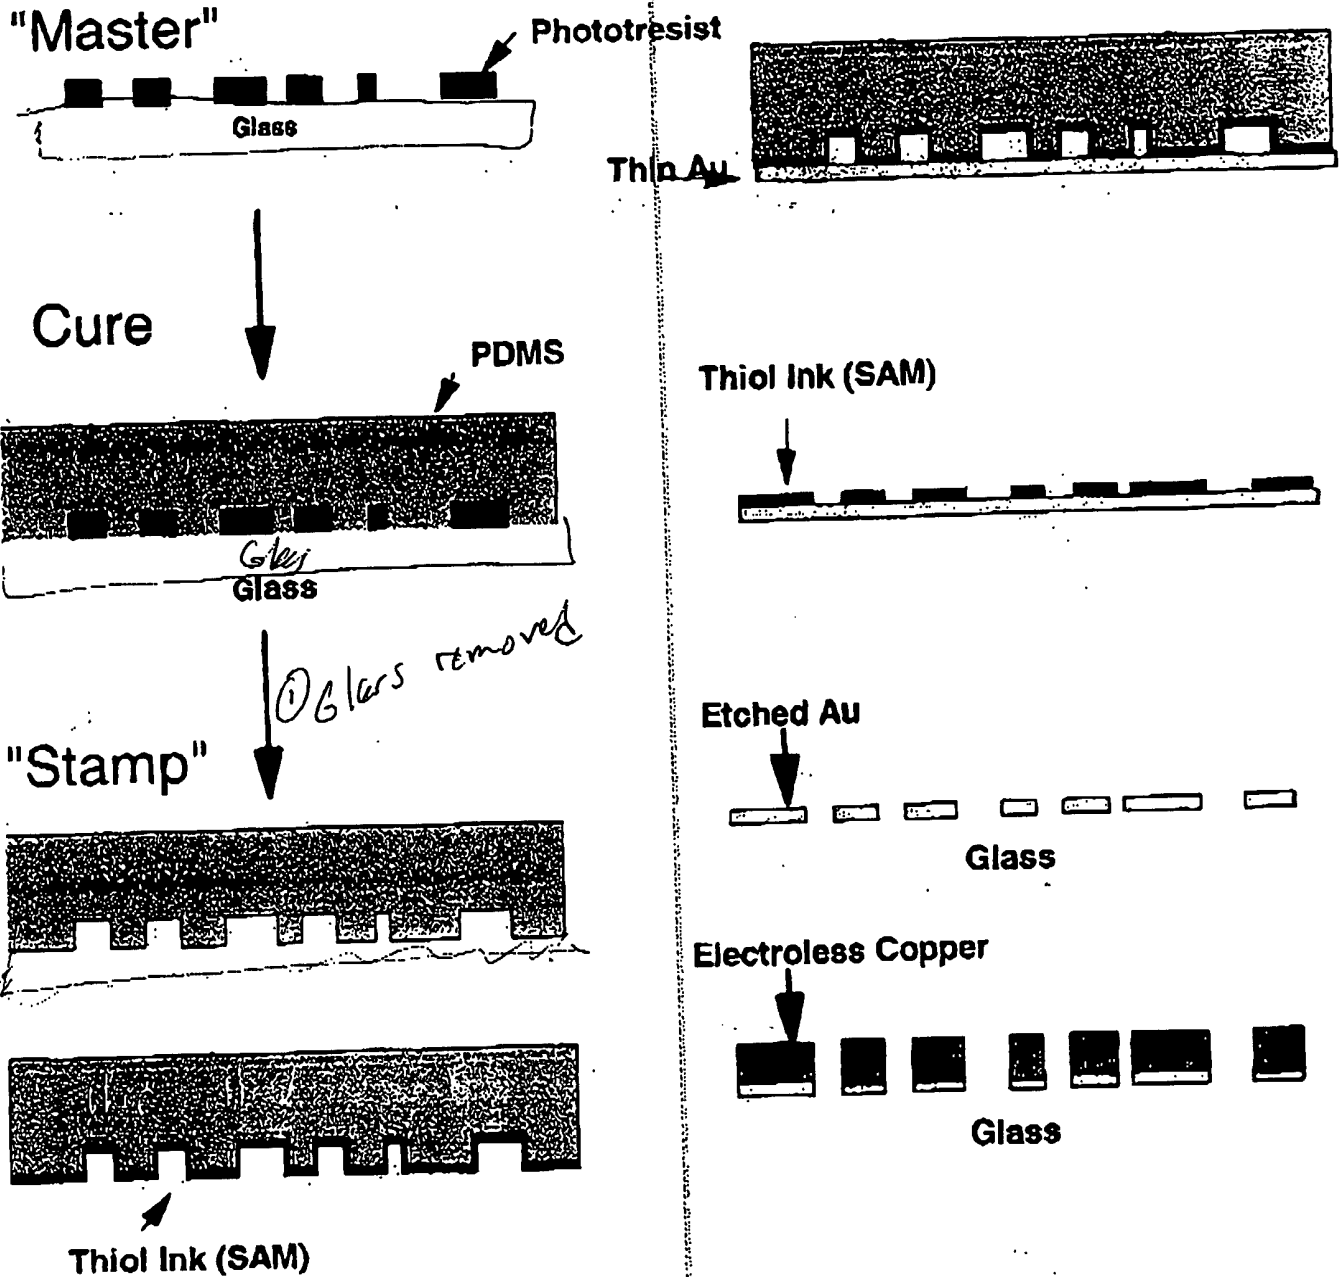 "Master"
Phototresist
Glass
Cure
PDMS
Glass
Glass
① Glass removed
"Stamp"
Thiol Ink (SAM)
Thin Au
Thiol Ink (SAM)
Etched Au
Glass
Electroless Copper
Glass